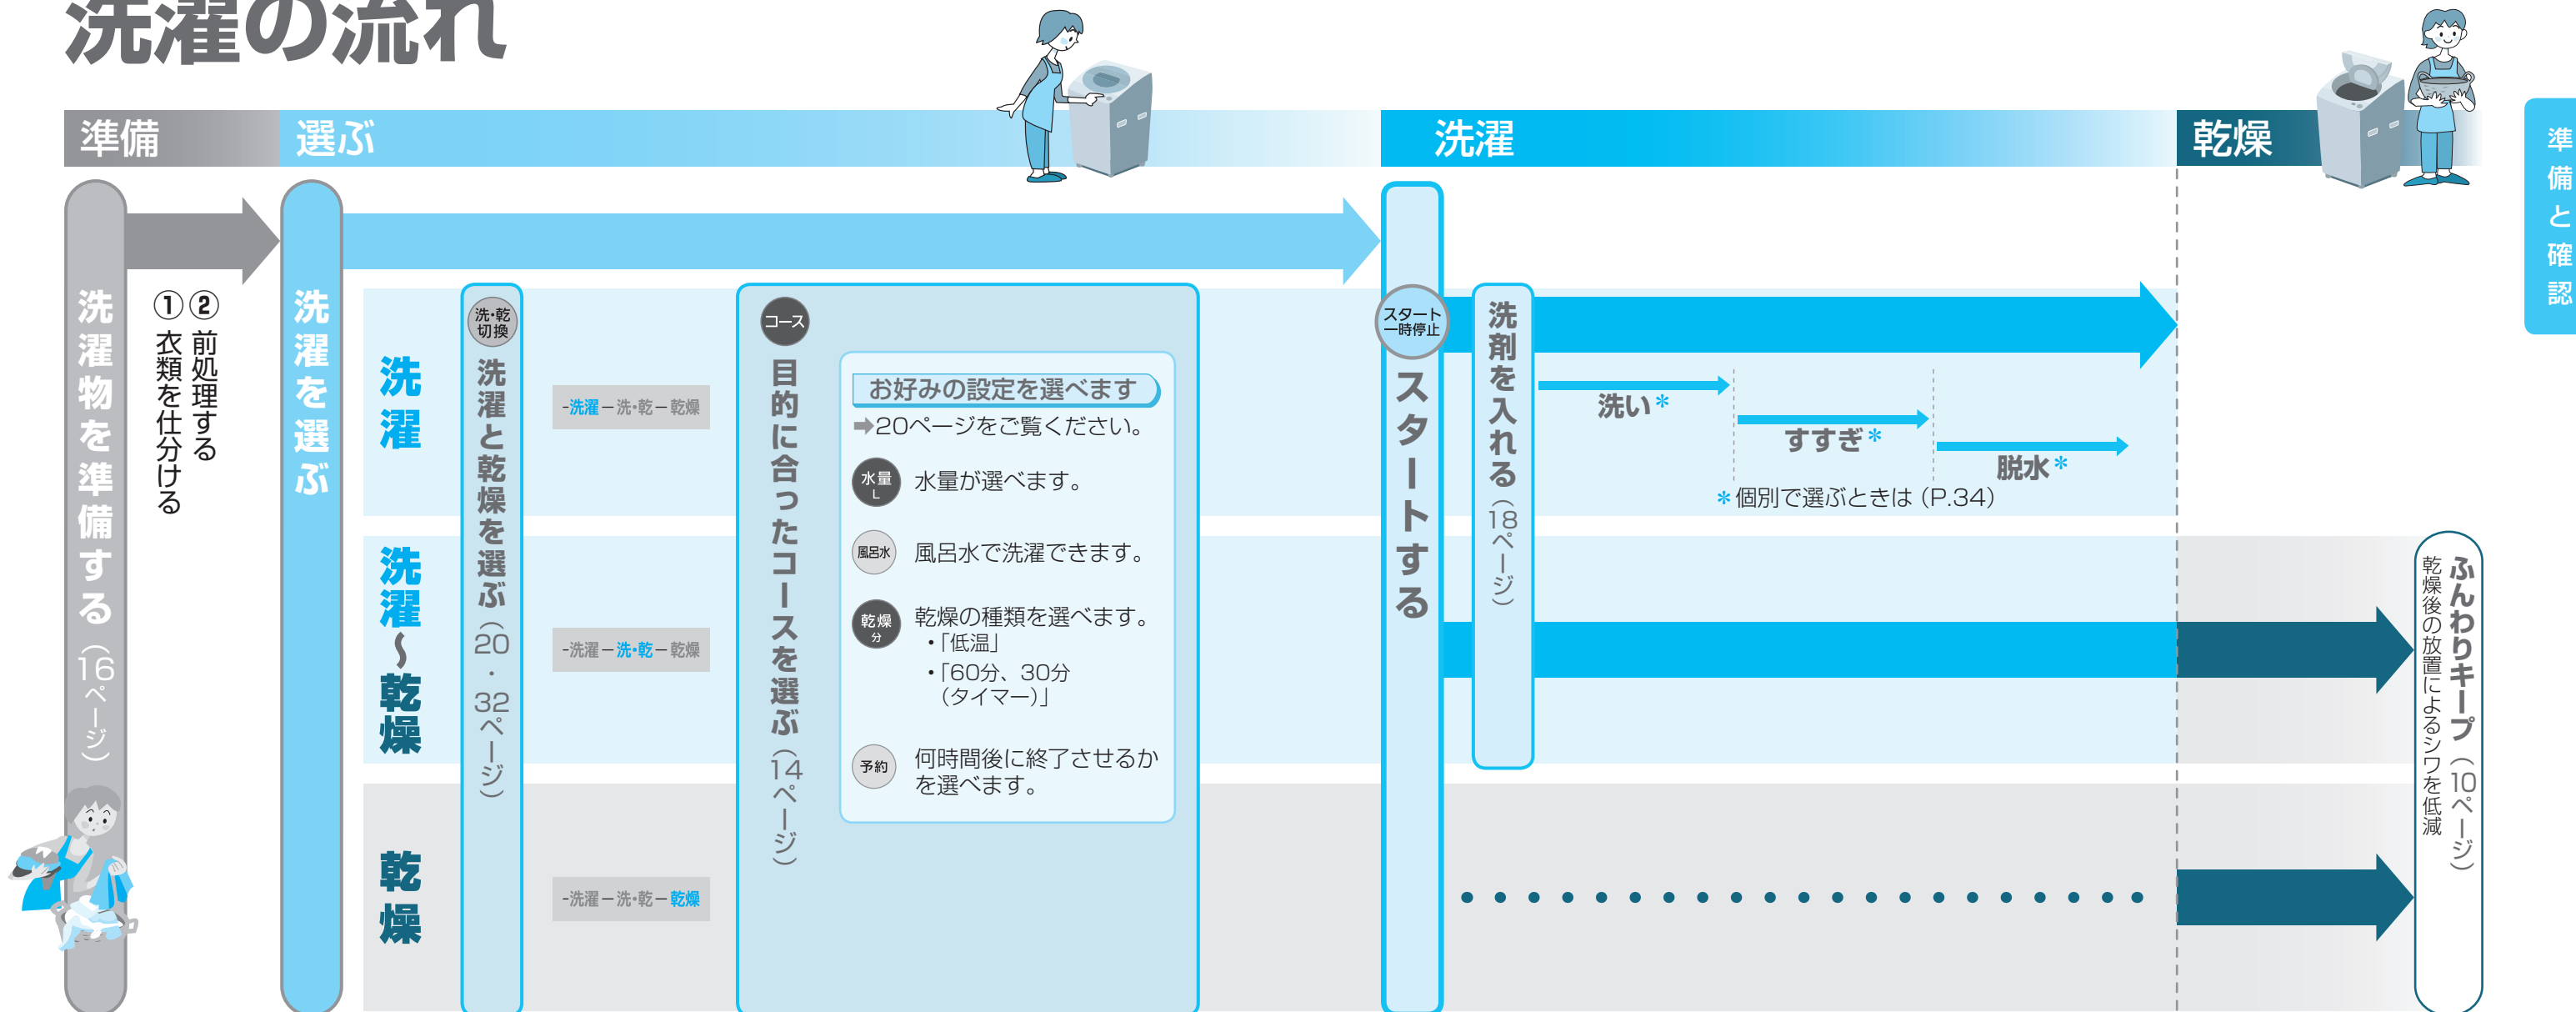 洗濯の流れ
準備
選ぶ
洗濯
乾燥
準備と確認
洗濯物を準備する（16ページ）
①衣類を仕分ける
②前処理する
洗濯を選ぶ
洗濯
洗濯〜乾燥
乾燥
洗・乾
切換
洗濯と乾燥を選ぶ（20・32ページ）
-洗濯－洗・乾－乾燥
-洗濯－洗・乾－乾燥
-洗濯－洗・乾－乾燥
コース
目的に合ったコースを選ぶ（14ページ）
お好みの設定を選べます
➡20ページをご覧ください。
水量
L
水量が選べます。
風呂水
風呂水で洗濯できます。
乾燥
分
乾燥の種類を選べます。
・「低温」
・「60分、30分
（タイマー）」
予約
何時間後に終了させるか
を選べます。
スタート
一時停止
スタートする
洗剤を入れる（18ページ）
洗い＊
すすぎ＊
脱水＊
＊個別で選ぶときは（P.34）
ふんわりキープ（10ページ）
乾燥後の放置によるシワを低減